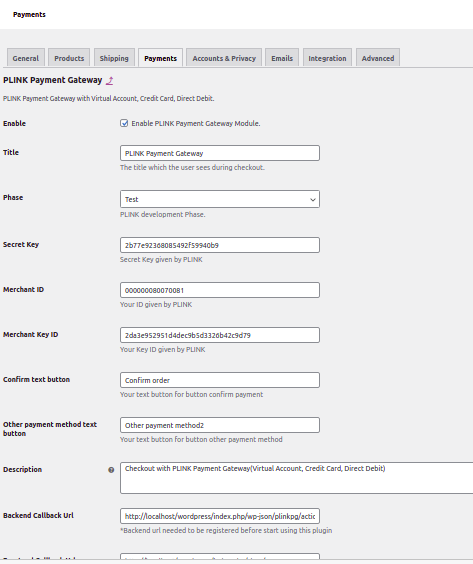 Payments
General Products Shipping Payments Accounts & Privacy Emails Integration Advanced
PLINK Payment Gateway
PLINK Payment Gateway with Virtual Account, Credit Card, Direct Debit.
Enable Enable PLINK Payment Gateway Module.
Title PLINK Payment Gateway
The title which the user sees during checkout.
Phase Test
PLINK development Phase.
Secret Key 2b77e92368085492f59940b9
Secret Key given by PLINK
Merchant ID 000000080070081
Your ID given by PLINK
Merchant Key ID 2da3e952951d4dec9b5d3326b42c9d79
Your Key ID given by PLINK
Confirm text button Confirm order
Your text button for button confirm payment
Other payment method text
button
Other payment method2
Your text button for button other payment method
Description Checkout with PLINK Payment Gateway(Virtual Account, Credit Card, Direct Debit)
Backend Callback Url http://localhost/wordpress/index.php/wp-json/plinkpg/actic
*Backend url needed to be registered before start using this plugin